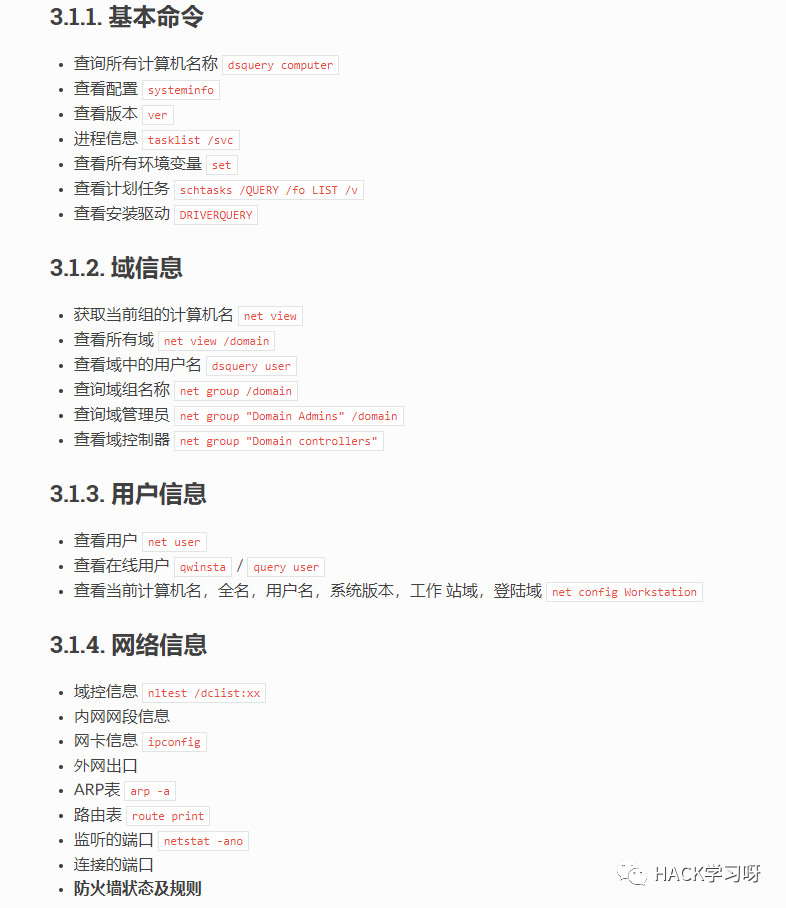 3.1.1. 基本命令
查询所有计算机名称 dsquery computer
查看配置 systeminfo
查看版本 ver
进程信息 tasklist /svc
查看所有环境变量 set
查看计划任务 schtasks /QUERY /fo LIST /v
查看安装驱动 DRIVERQUERY
3.1.2. 域信息
获取当前组的计算机名 net view
查看所有域 net view /domain
查看域中的用户名 dsquery user
查询域组名称 net group /domain
查询域管理员 net group "Domain Admins" /domain
查看域控制器 net group "Domain controllers"
3.1.3. 用户信息
查看用户 net user
查看在线用户 qwinsta / query user
查看当前计算机名，全名，用户名，系统版本，工作 站域，登陆域 net config Workstation
3.1.4. 网络信息
域控信息 nltest /dclist:xx
内网网段信息
网卡信息 ipconfig
外网出口
ARP表 arp -a
路由表 route print
监听的端口 netstat -ano
连接的端口
防火墙状态及规则
HACK学习呀